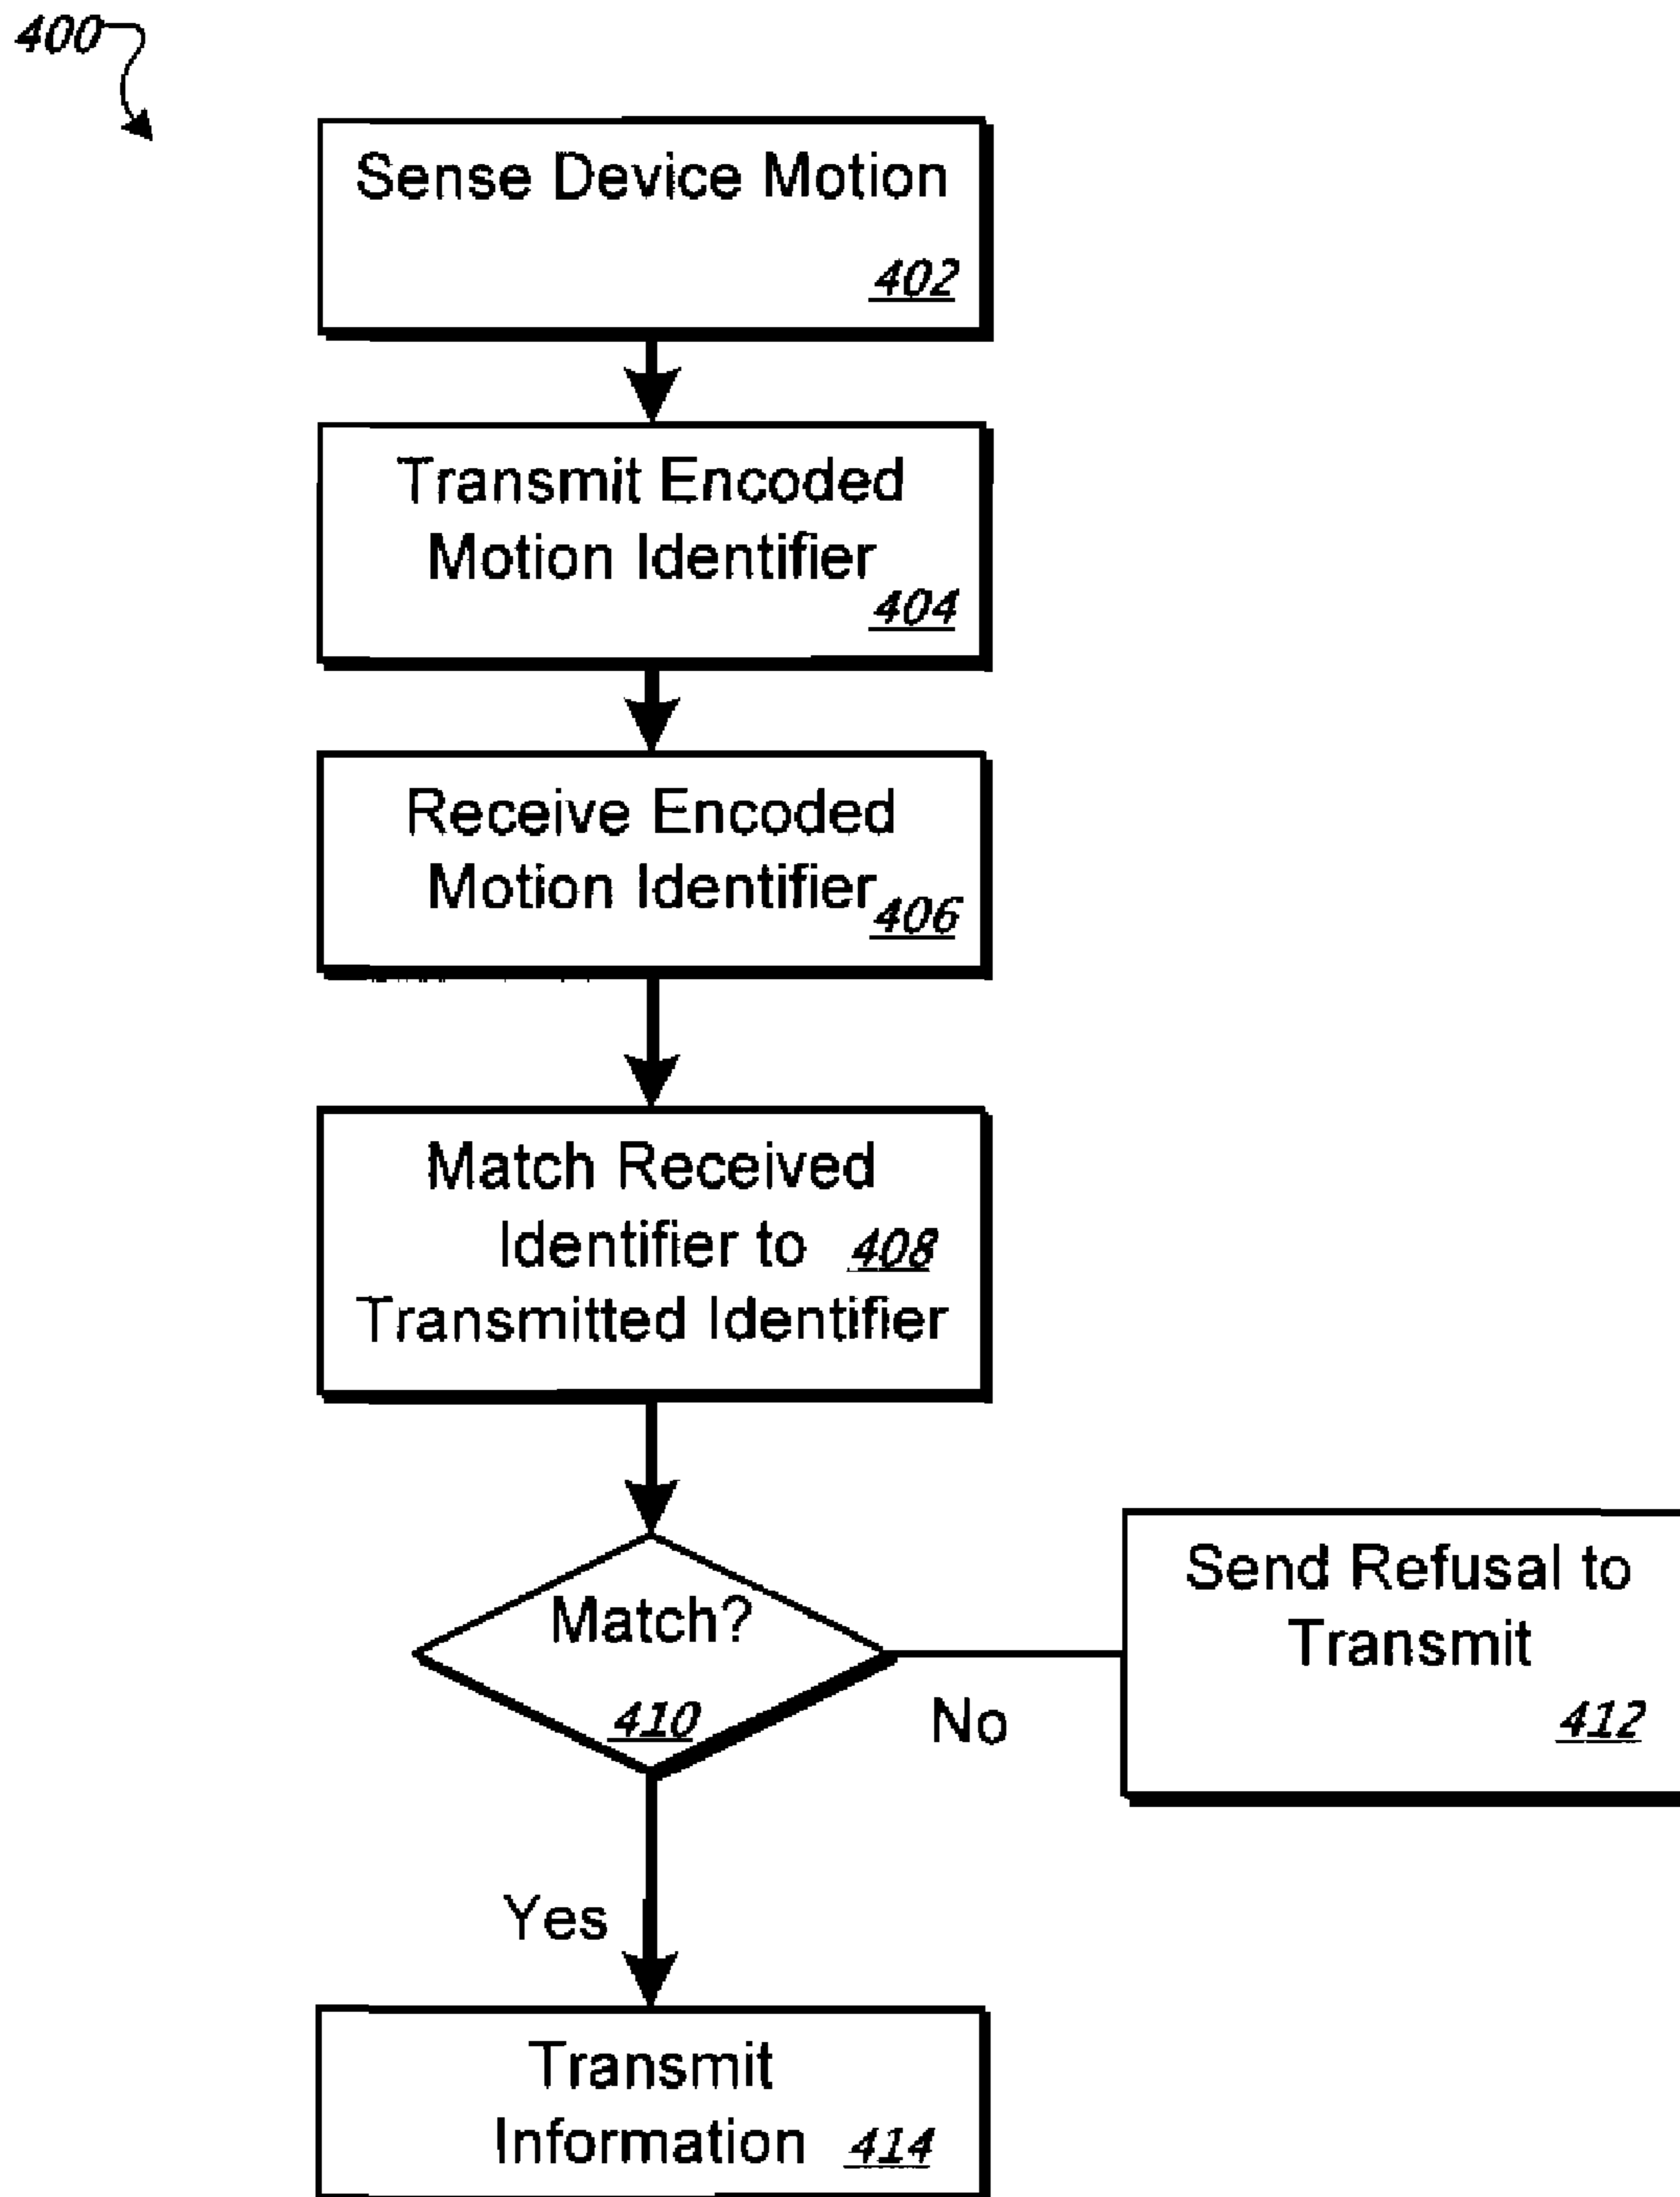 400
Sense Device Motion
402
Transmit Encoded
Motion Identifier
404
Receive Encoded
Motion Identifier
406
Match Received
Identifier to 408
Transmitted Identifier
Match?
410
No
Send Refusal to
Transmit
412
Yes
Transmit
Information 414